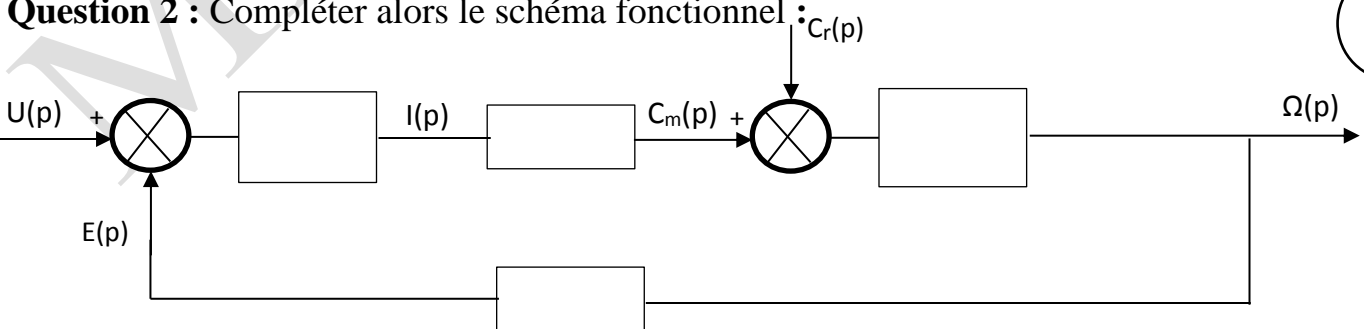 Question 2 : Compléter alors le schéma fonctionnel :
Cr(p)
U(p) + I(p) Cm(p) + Ω(p)
E(p)